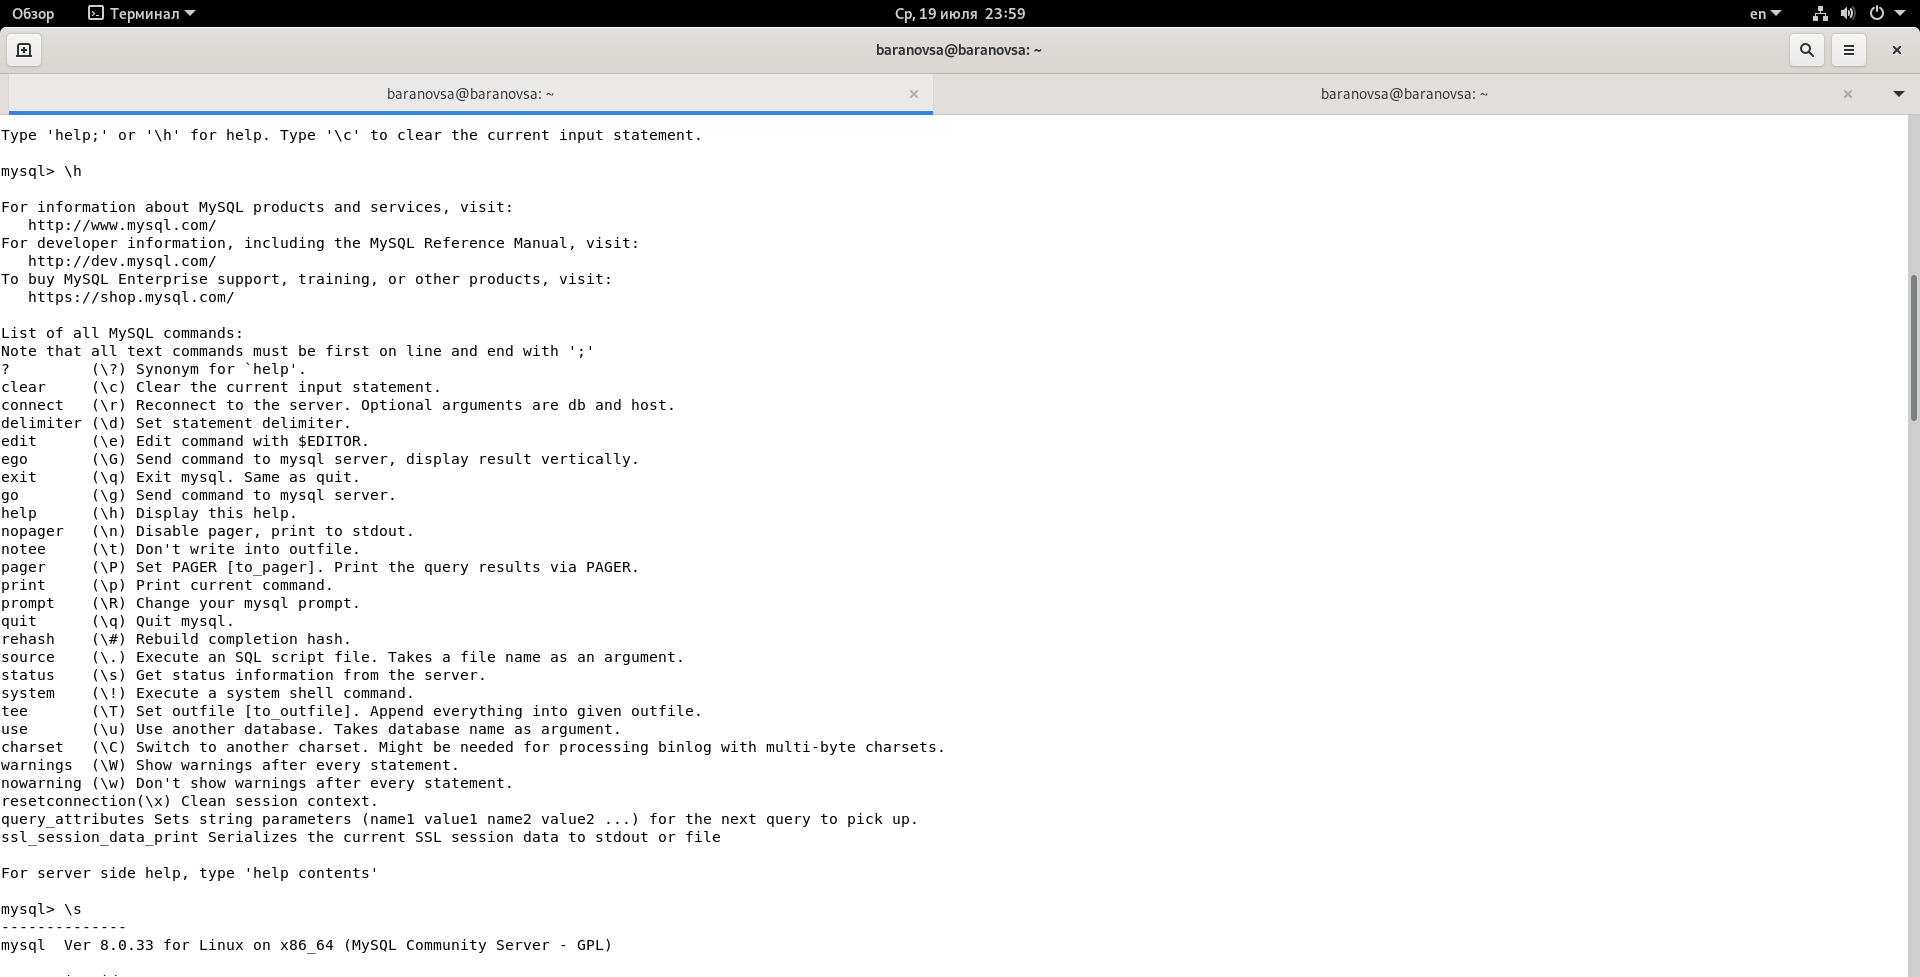 Обзор Терминал Ср, 19 июля 23:59 en
baranovsa@baranovsa: ~
baranovsa@baranovsa: ~ baranovsa@baranovsa: ~
Type 'help;' or '\h' for help. Type '\c' to clear the current input statement.
mysql> \h
For information about MySQL products and services, visit:
   http://www.mysql.com/
For developer information, including the MySQL Reference Manual, visit:
   http://dev.mysql.com/
To buy MySQL Enterprise support, training, or other products, visit:
   https://shop.mysql.com/
List of all MySQL commands:
Note that all text commands must be first on line and end with ';'
?         (\?) Synonym for `help'.
clear     (\c) Clear the current input statement.
connect   (\r) Reconnect to the server. Optional arguments are db and host.
delimiter (\d) Set statement delimiter.
edit      (\e) Edit command with $EDITOR.
ego       (\G) Send command to mysql server, display result vertically.
exit      (\q) Exit mysql. Same as quit.
go        (\g) Send command to mysql server.
help      (\h) Display this help.
nopager   (\n) Disable pager, print to stdout.
notee     (\t) Don't write into outfile.
pager     (\P) Set PAGER [to_pager]. Print the query results via PAGER.
print     (\p) Print current command.
prompt    (\R) Change your mysql prompt.
quit      (\q) Quit mysql.
rehash    (\#) Rebuild completion hash.
source    (\.) Execute an SQL script file. Takes a file name as an argument.
status    (\s) Get status information from the server.
system    (\!) Execute a system shell command.
tee       (\T) Set outfile [to_outfile]. Append everything into given outfile.
use       (\u) Use another database. Takes database name as argument.
charset   (\C) Switch to another charset. Might be needed for processing binlog with multi-byte charsets.
warnings  (\W) Show warnings after every statement.
nowarning (\w) Don't show warnings after every statement.
resetconnection(\x) Clean session context.
query_attributes Sets string parameters (name1 value1 name2 value2 ...) for the next query to pick up.
ssl_session_data_print Serializes the current SSL session data to stdout or file
For server side help, type 'help contents'
mysql> \s
--------------
mysql  Ver 8.0.33 for Linux on x86_64 (MySQL Community Server - GPL)